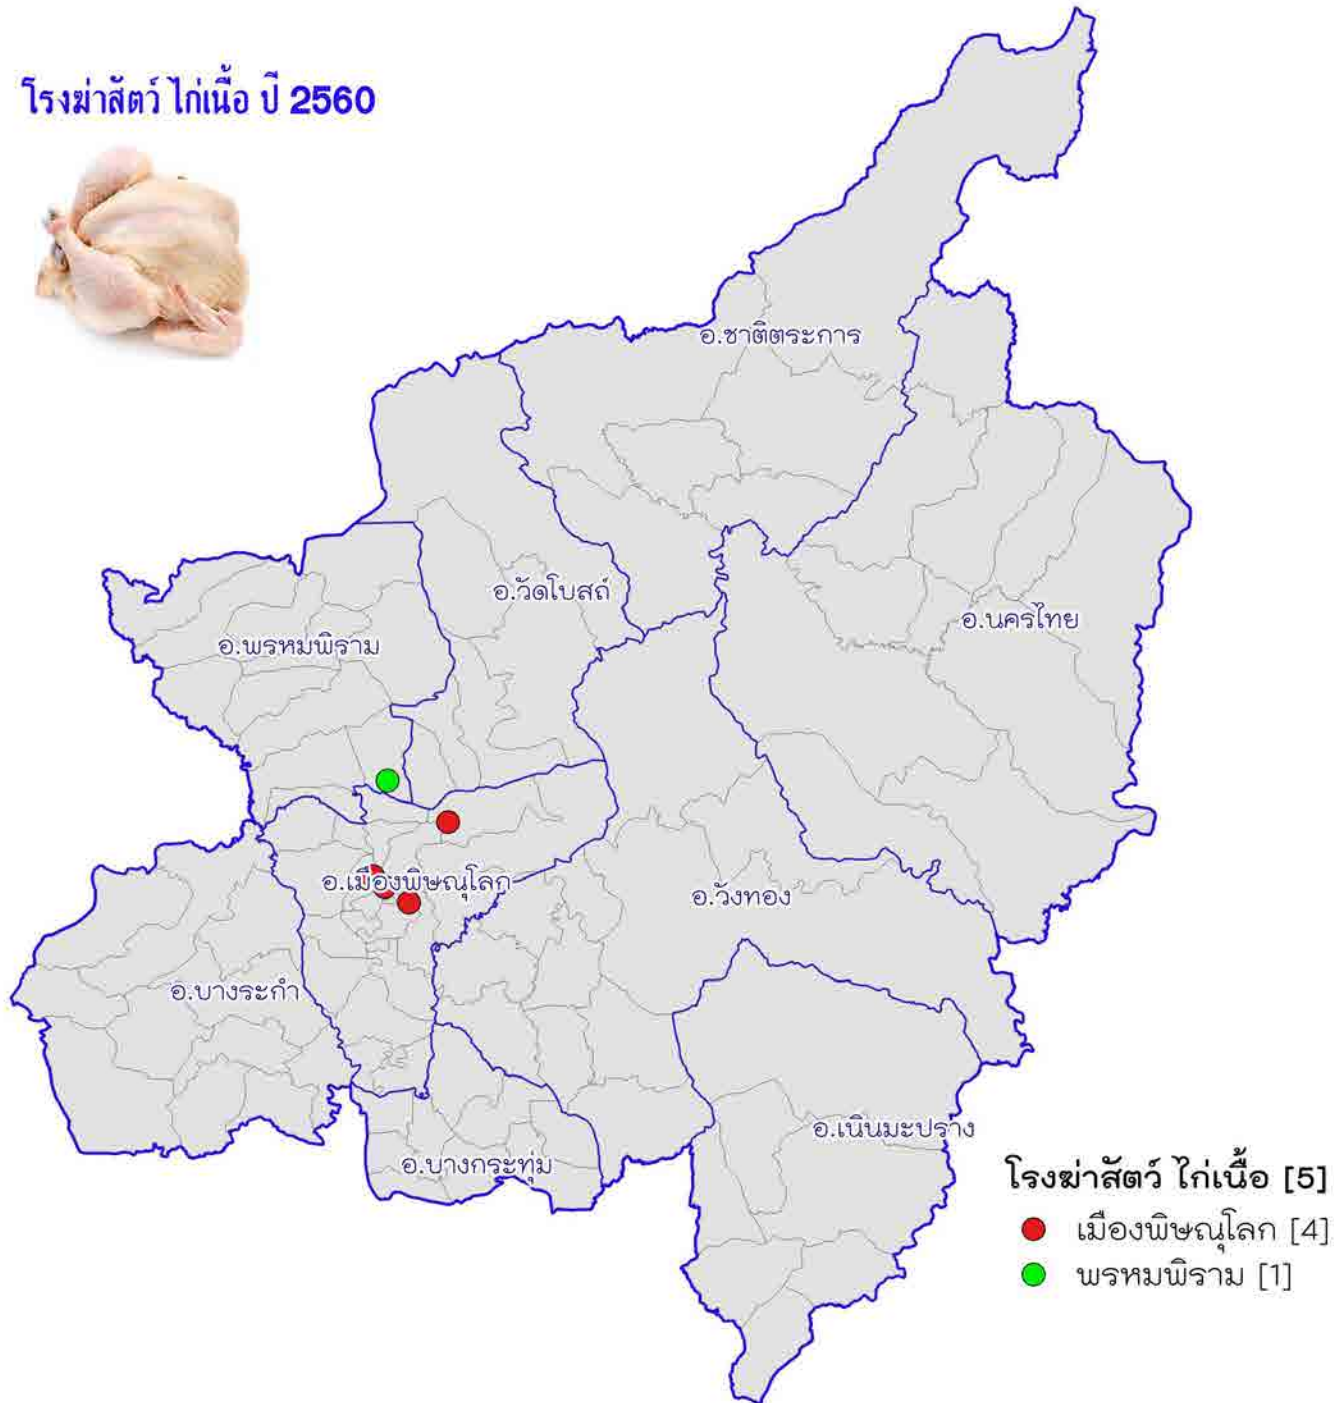 โรงฆ่าสัตว์ ไก่เนื้อ ปี 2560
อ.ชาติตระการ
อ.วัดโบสถ์
อ.นครไทย
อ.พรหมพิราม
อ.เมืองพิษณุโลก
อ.วังทอง
อ.บางระกำ
อ.เนินมะปราง
อ.บางกระทุ่ม
โรงฆ่าสัตว์ ไก่เนื้อ [5]
เมืองพิษณุโลก [4]
พรหมพิราม [1]